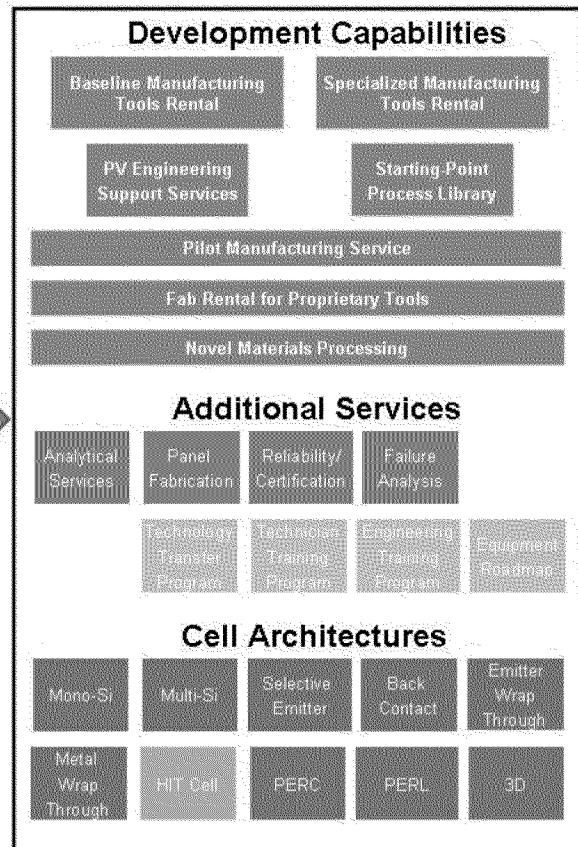 Development Capabilities
Baseline Manufacturing
Tools Rental
Specialized Manufacturing
Tools Rental
PV Engineering
Support Services
Starting-Point
Process Library
Pilot Manufacturing Service
Fab Rental for Proprietary Tools
Novel Materials Processing
Additional Services
Analytical
Services
Panel
Fabrication
Reliability/
Certification
Failure
Analysis
Technology
Transfer
Program
Technician
Training
Program
Engineering
Training
Program
Equipment
Roadmap
Cell Architectures
Mono-Si
Multi-Si
Selective
Emitter
Back
Contact
Emitter
Wrap
Through
Metal
Wrap
Through
HIT Cell
PERC
PERL
3D